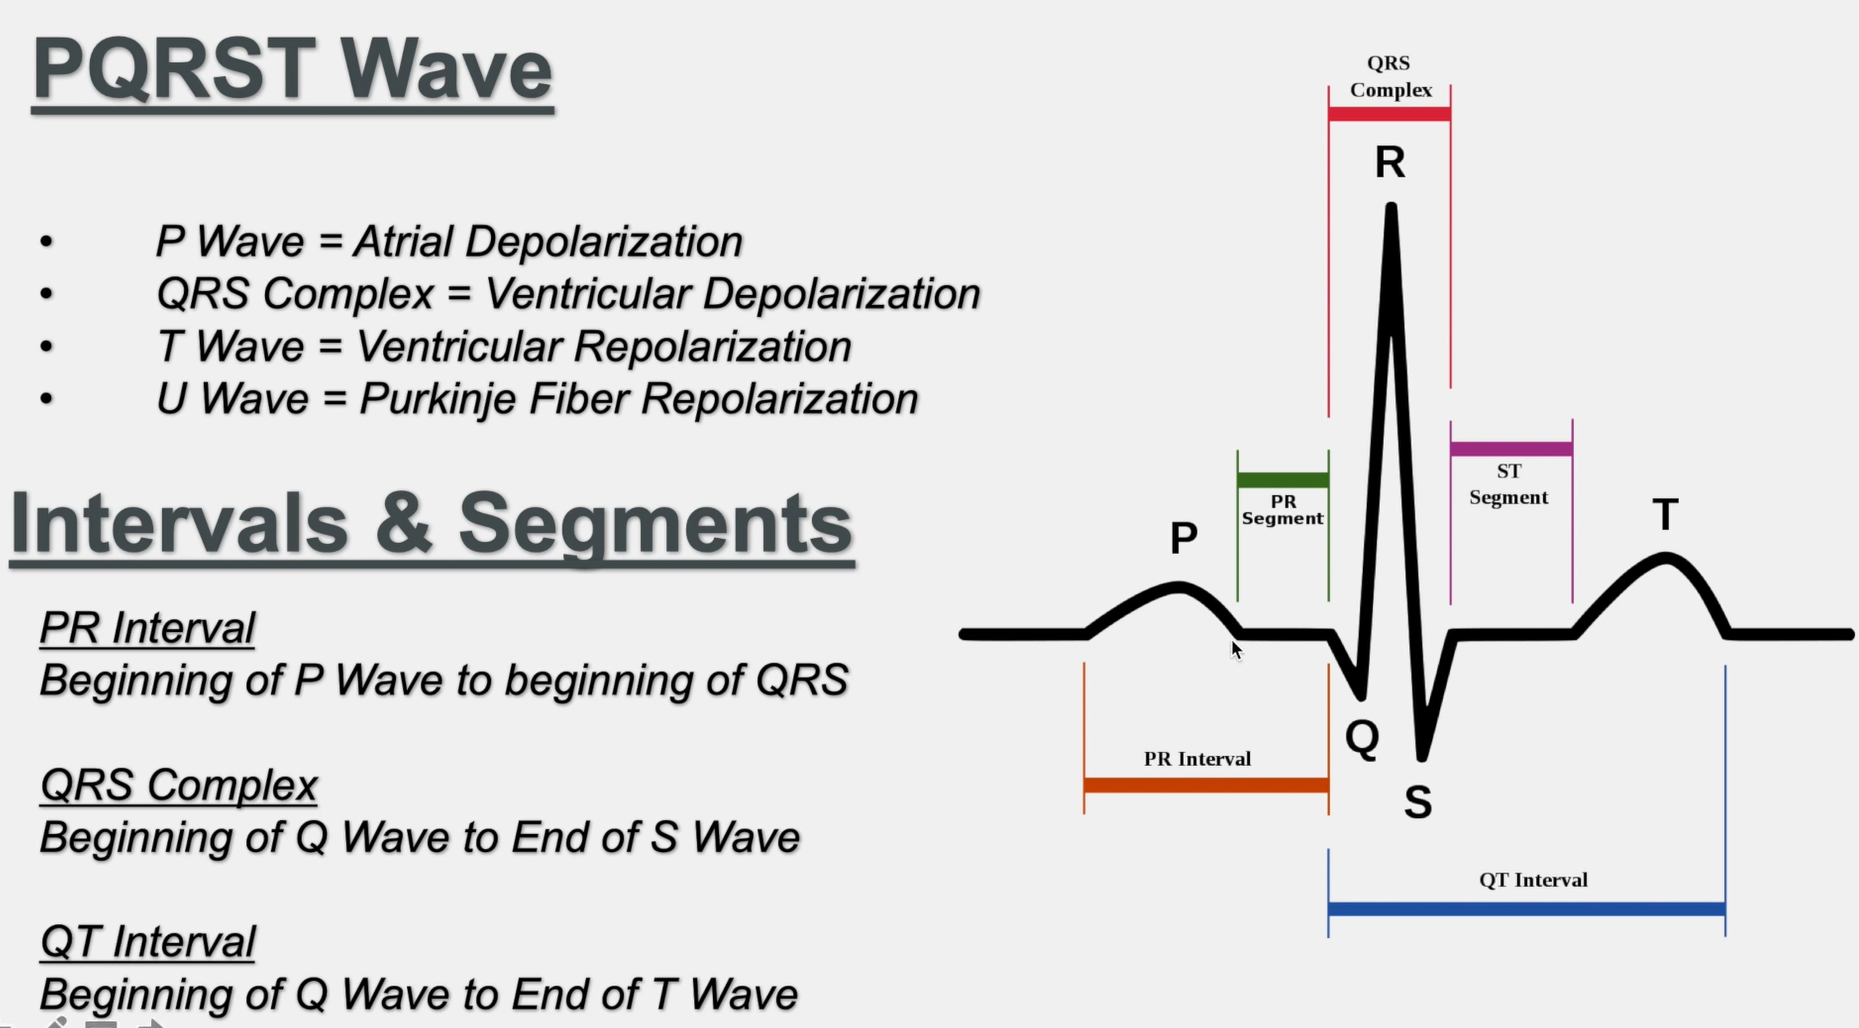 PQRST Wave
• P Wave = Atrial Depolarization
• QRS Complex = Ventricular Depolarization
• T Wave = Ventricular Repolarization
• U Wave = Purkinje Fiber Repolarization
Intervals & Segments
PR Interval
Beginning of P Wave to beginning of QRS
QRS Complex
Beginning of Q Wave to End of S Wave
QT Interval
Beginning of Q Wave to End of T Wave
QRS
Complex
R
PR
Segment
ST
Segment
P
T
Q
S
PR Interval
QT Interval